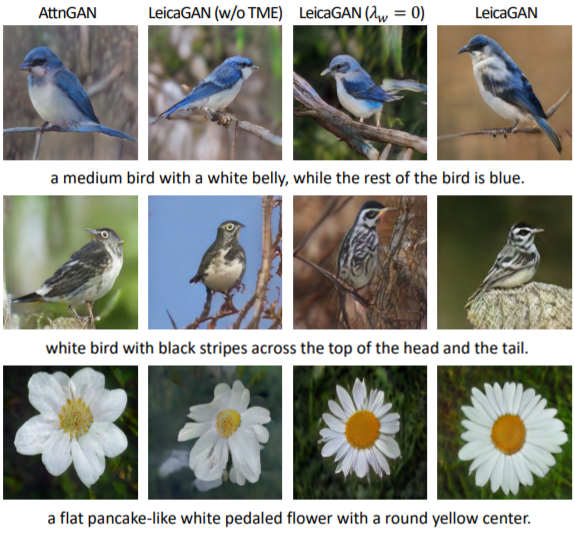 AttnGAN LeicaGAN (w/o TME) LeicaGAN (λw = 0) LeicaGAN
a medium bird with a white belly, while the rest of the bird is blue.
white bird with black stripes across the top of the head and the tail.
a flat pancake-like white pedaled flower with a round yellow center.